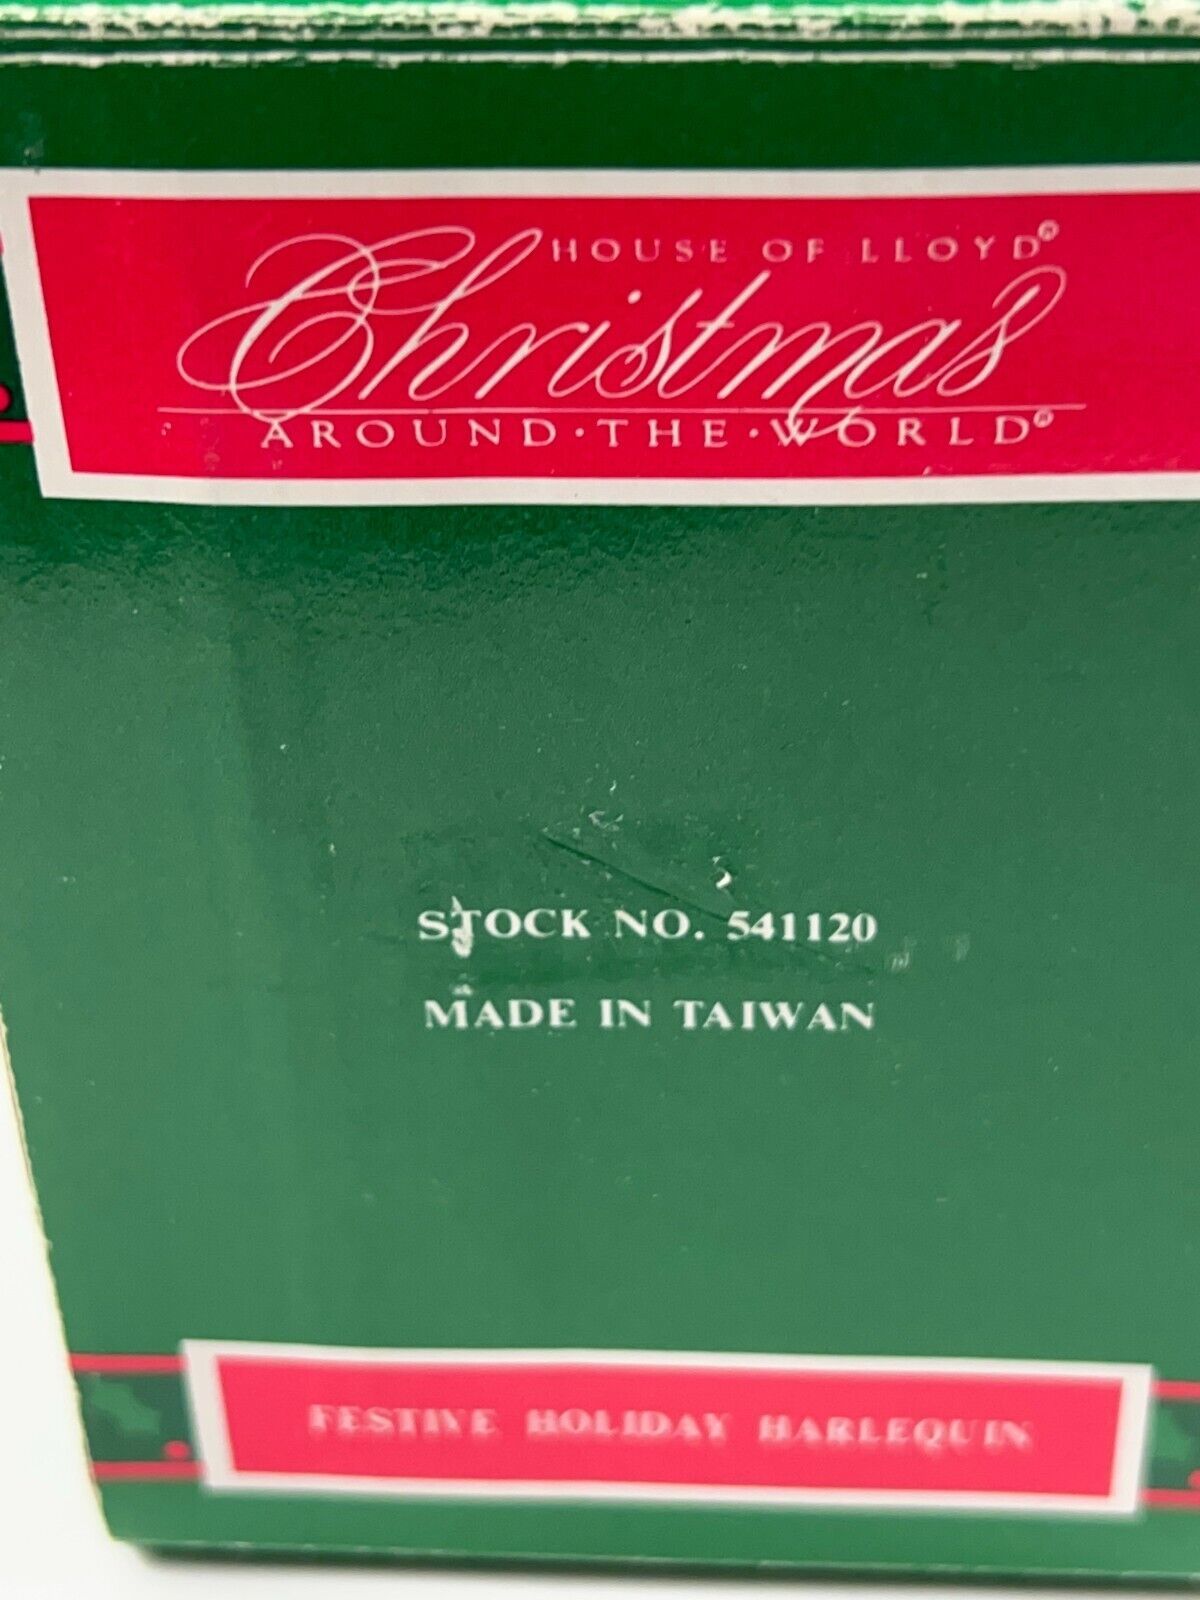 HOUSE OF LLOYD®
Christmas
AROUND·THE·WORLD®
STOCK NO. 541120
MADE IN TAIWAN
FESTIVE HOLIDAY HARLEQUIN